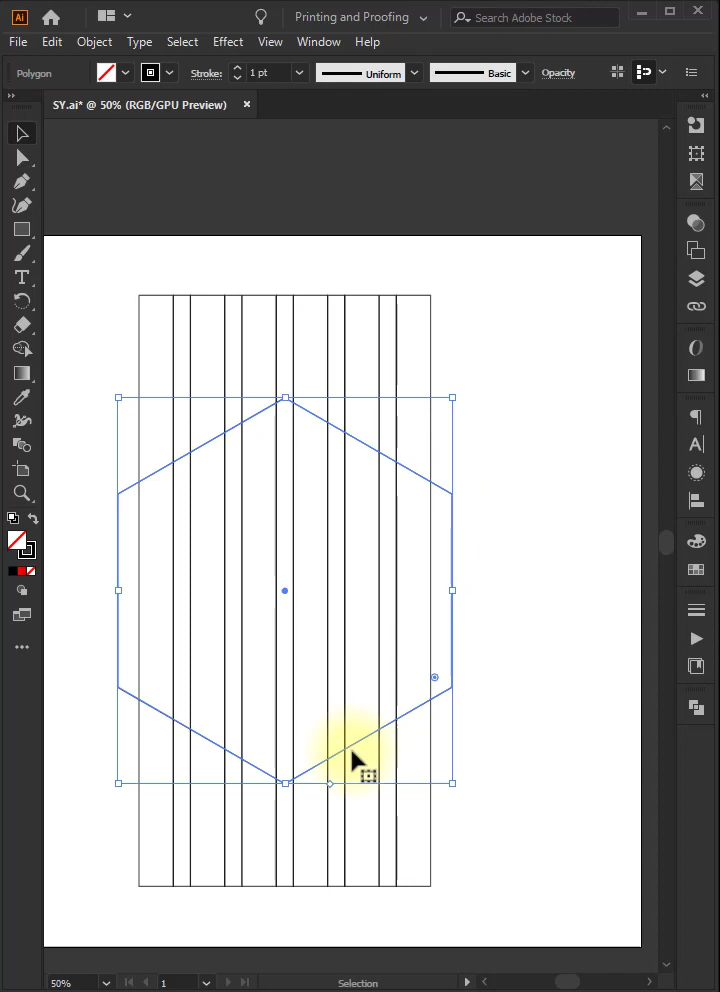 Ai
Printing and Proofing
Search Adobe Stock
File Edit Object Type Select Effect View Window Help
Polygon
Stroke: 1 pt
Uniform
Basic
Opacity
SY.ai* @ 50% (RGB/GPU Preview) ×
50%
1
Selection